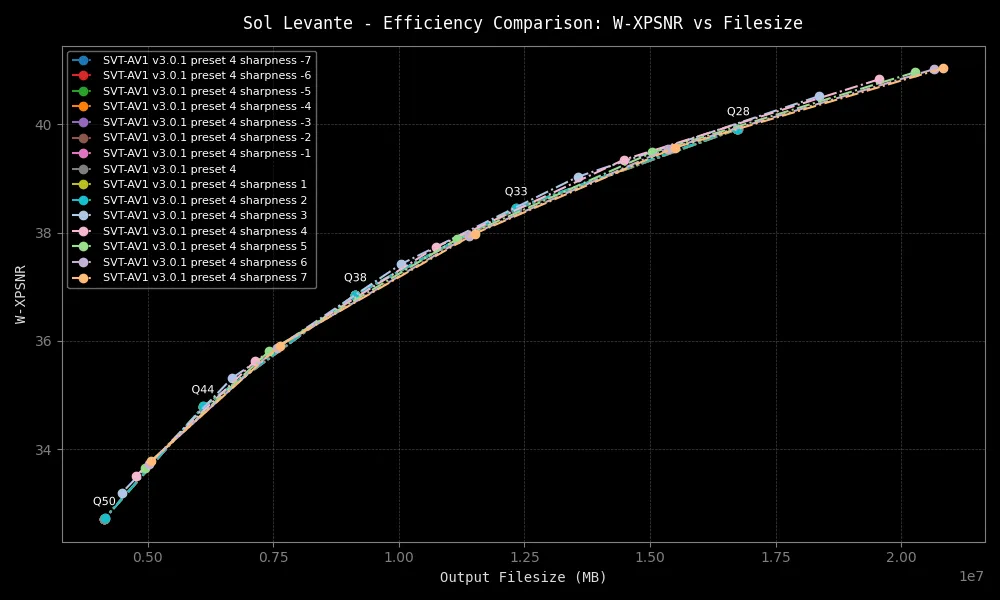 Sol Levante - Efficiency Comparison: W-XPSNR vs Filesize
SVT-AV1 v3.0.1 preset 4 sharpness -7
SVT-AV1 v3.0.1 preset 4 sharpness -6
SVT-AV1 v3.0.1 preset 4 sharpness -5
SVT-AV1 v3.0.1 preset 4 sharpness -4
SVT-AV1 v3.0.1 preset 4 sharpness -3
SVT-AV1 v3.0.1 preset 4 sharpness -2
SVT-AV1 v3.0.1 preset 4 sharpness -1
SVT-AV1 v3.0.1 preset 4
SVT-AV1 v3.0.1 preset 4 sharpness 1
SVT-AV1 v3.0.1 preset 4 sharpness 2
SVT-AV1 v3.0.1 preset 4 sharpness 3
SVT-AV1 v3.0.1 preset 4 sharpness 4
SVT-AV1 v3.0.1 preset 4 sharpness 5
SVT-AV1 v3.0.1 preset 4 sharpness 6
SVT-AV1 v3.0.1 preset 4 sharpness 7
Q28
Q33
Q38
Q44
Q50
W-XPSNR
40
38
36
34
0.50 0.75 1.00 1.25 1.50 1.75 2.00
1e7
Output Filesize (MB)